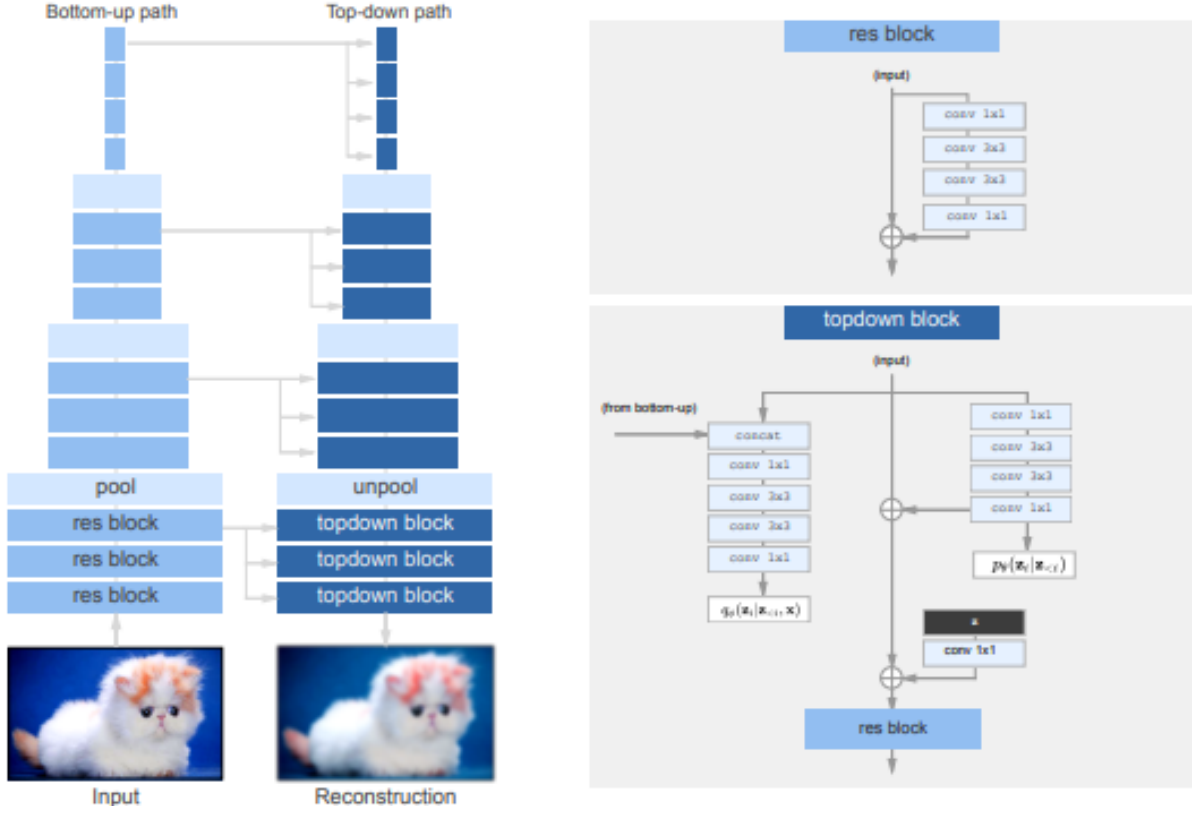 Bottom-up path
Top-down path
pool
unpool
res block
topdown block
res block
topdown block
res block
topdown block
Input
Reconstruction
res block
(input)
conv 1x1
conv 3x3
conv 3x3
conv 1x1
topdown block
(input)
(from bottom-up)
concat
conv 1x1
conv 3x3
conv 3x3
conv 1x1
conv 1x1
conv 3x3
conv 3x3
conv 1x1
z
conv 1x1
res block